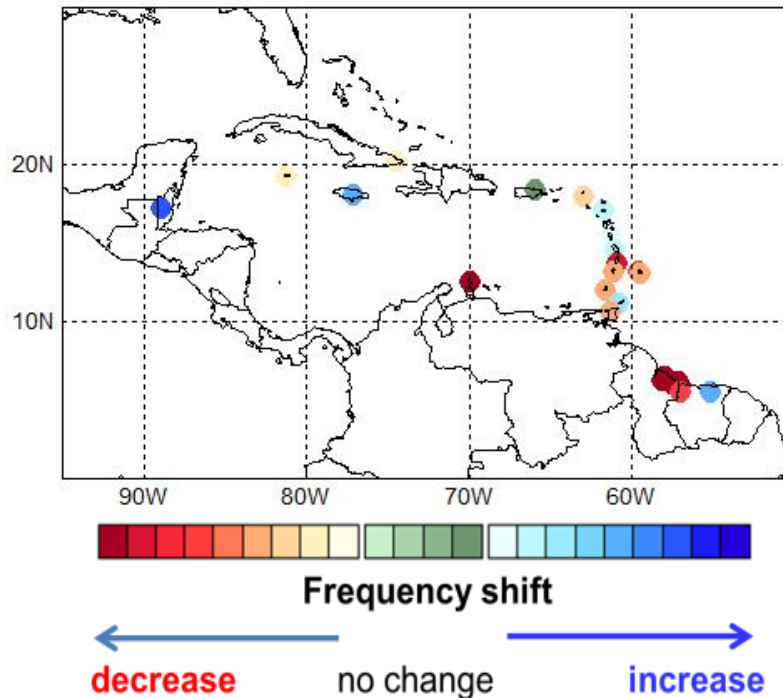 20N
10N
90W 80W 70W 60W
Frequency shift
decrease no change increase